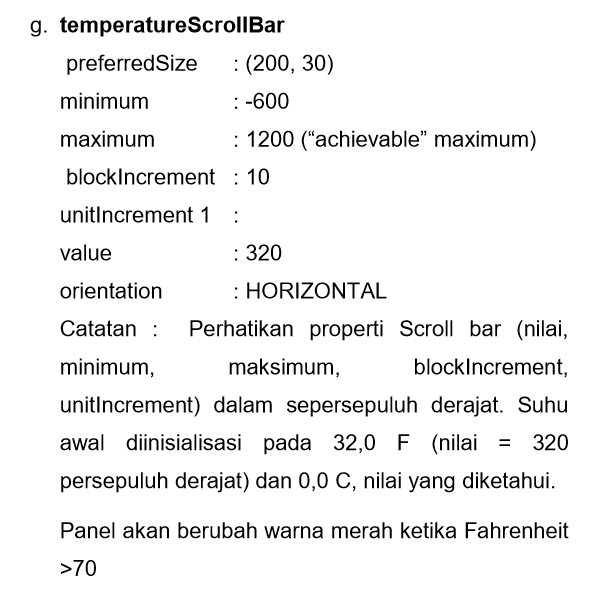 g. temperatureScrollBar
preferredSize : (200, 30)
minimum : -600
maximum : 1200 (“achievable” maximum)
blockIncrement : 10
unitIncrement 1 :
value : 320
orientation : HORIZONTAL
Catatan : Perhatikan properti Scroll bar (nilai,
minimum, maksimum, blockIncrement,
unitIncrement) dalam sepersepuluh derajat. Suhu
awal diinisialisasi pada 32,0 F (nilai = 320
persepuluh derajat) dan 0,0 C, nilai yang diketahui.
Panel akan berubah warna merah ketika Fahrenheit
>70